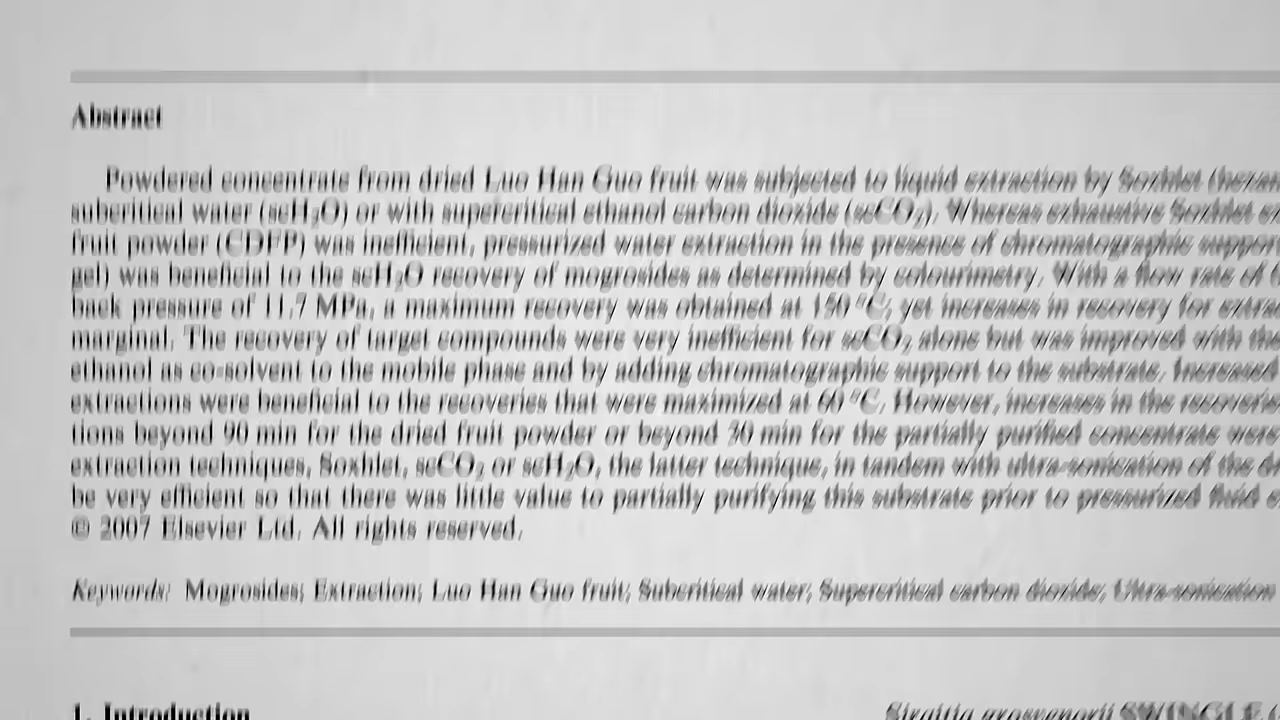 Abstract
Powdered concentrate from dried Luo Han Guo fruit was subjected to liquid extraction by Soxhlet
subcritical water (scH₂O) or with supercritical ethanol carbon dioxide (scCO₂). Whereas exhaustive Soxhlet
fruit powder (CDFP) was inefficient, pressurized water extraction in the presence of chromatographic
gel) was beneficial to the scH₂O recovery of mogrosides as determined by colourimetry. With a flow rate of
back pressure of 11.7 MPa, a maximum recovery was obtained at 150 °C, yet increases in recovery for
marginal. The recovery of target compounds were very inefficient for scCO₂ alone but was improved with the
ethanol as co-solvent to the mobile phase and by adding chromatographic support to the substrate. Increased
extractions were beneficial to the recoveries that were maximized at 60 °C. However, increases in the
tions beyond 90 min for the dried fruit powder or beyond 30 min for the partially purified concentrate were
extraction techniques, Soxhlet, scCO₂ or scH₂O, the latter technique, in tandem with ultra-sonication of the
be very efficient so that there was little value to partially purifying this substrate prior to pressurized fluid
© 2007 Elsevier Ltd. All rights reserved.
Keywords: Mogrosides; Extraction; Luo Han Guo fruit; Subcritical water; Supercritical carbon dioxide; Ultra-sonication
1. Introduction
Siraitia grosvenorii SWINGLE